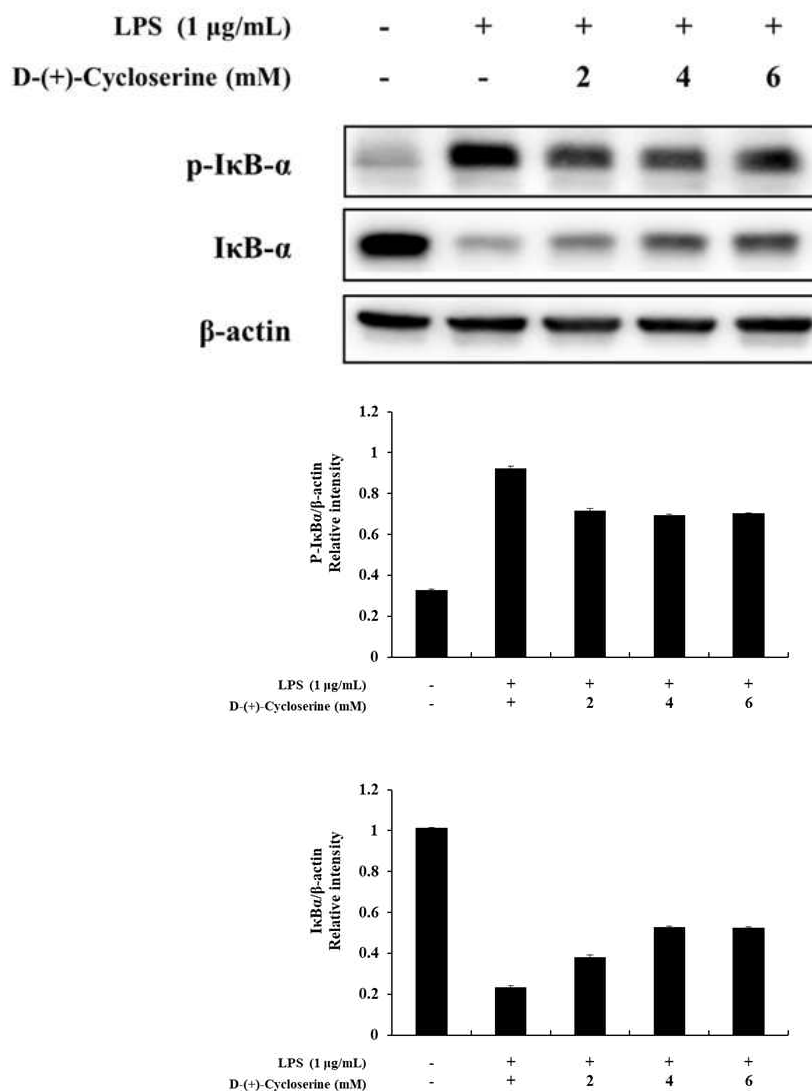 LPS (1 μg/mL) - + + + +
D-(+)-Cycloserine (mM) - - 2 4 6
p-IκB-α
IκB-α
β-actin
P-IκBα/β-actin
Relative intensity
1.2
1
0.8
0.6
0.4
0.2
0
LPS (1 μg/mL) - + + + +
D-(+)-Cycloserine (mM) - + 2 4 6
IκBα/β-actin
Relative intensity
1.2
1
0.8
0.6
0.4
0.2
0
LPS (1 μg/mL) - + + + +
D-(+)-Cycloserine (mM) - + 2 4 6